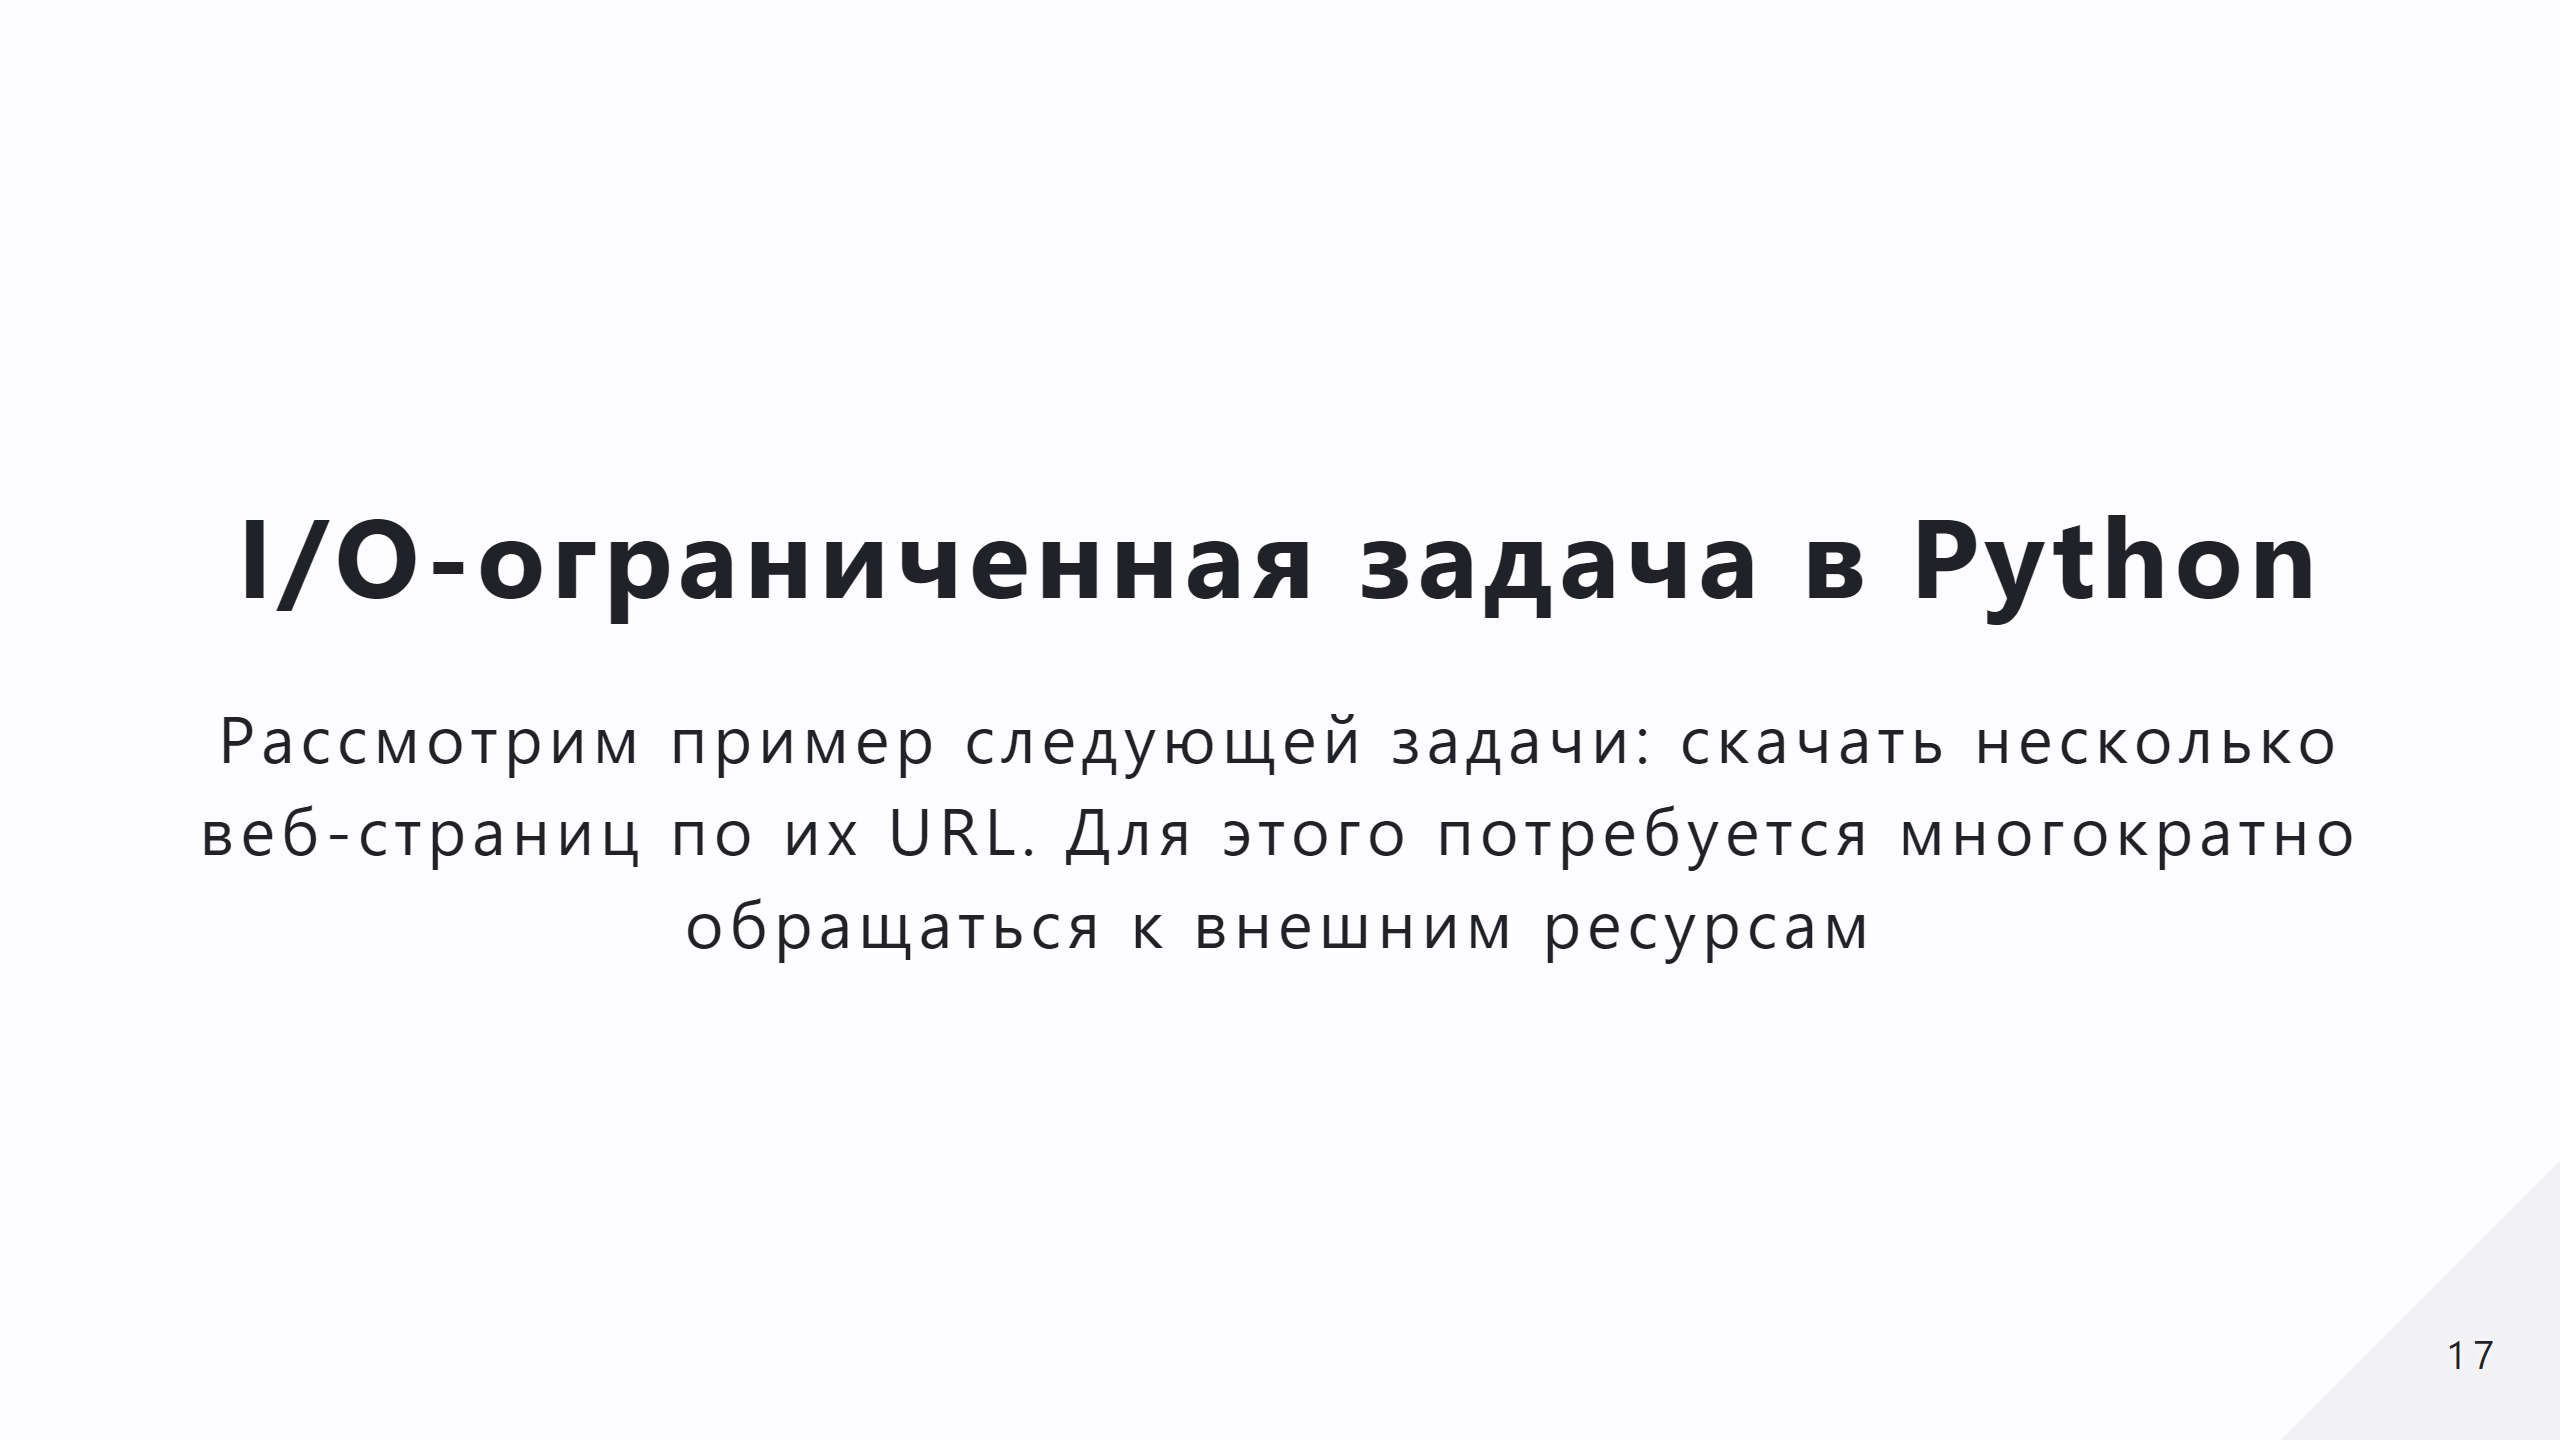 I/O-ограниченная задача в Python
Рассмотрим пример следующей задачи: скачать несколько
веб-страниц по их URL. Для этого потребуется многократно
обращаться к внешним ресурсам
17